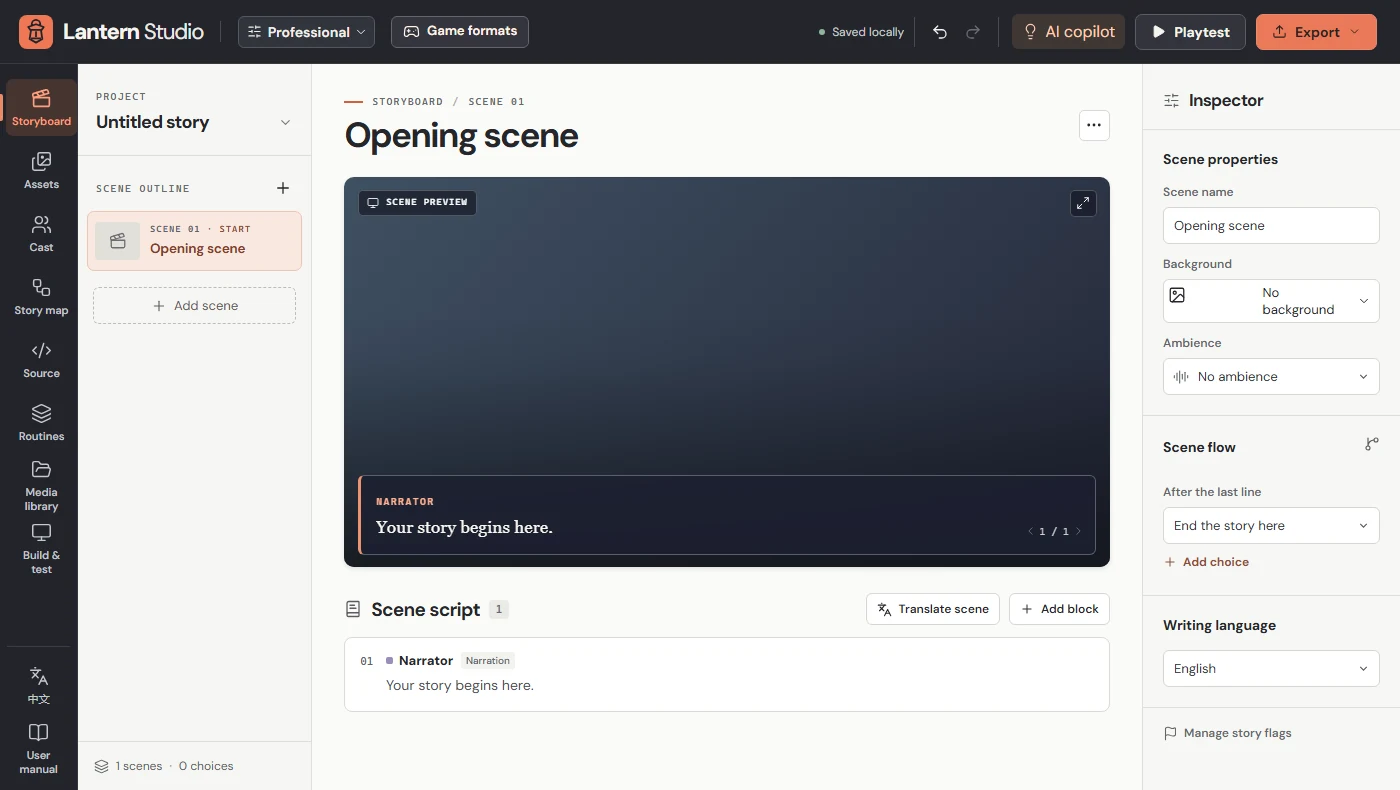 Lantern Studio
Professional
Game formats
Saved locally
AI copilot
Playtest
Export
Storyboard
Assets
Cast
Story map
Source
Routines
Media
library
Build &
test
中文
User
manual
PROJECT
Untitled story
SCENE OUTLINE
SCENE 01 · START
Opening scene
Add scene
1 scenes · 0 choices
STORYBOARD / SCENE 01
Opening scene
SCENE PREVIEW
NARRATOR
Your story begins here.
1 / 1
Scene script 1
Translate scene
Add block
01 Narrator Narration
Your story begins here.
Inspector
Scene properties
Scene name
Opening scene
Background
No
background
Ambience
No ambience
Scene flow
After the last line
End the story here
Add choice
Writing language
English
Manage story flags